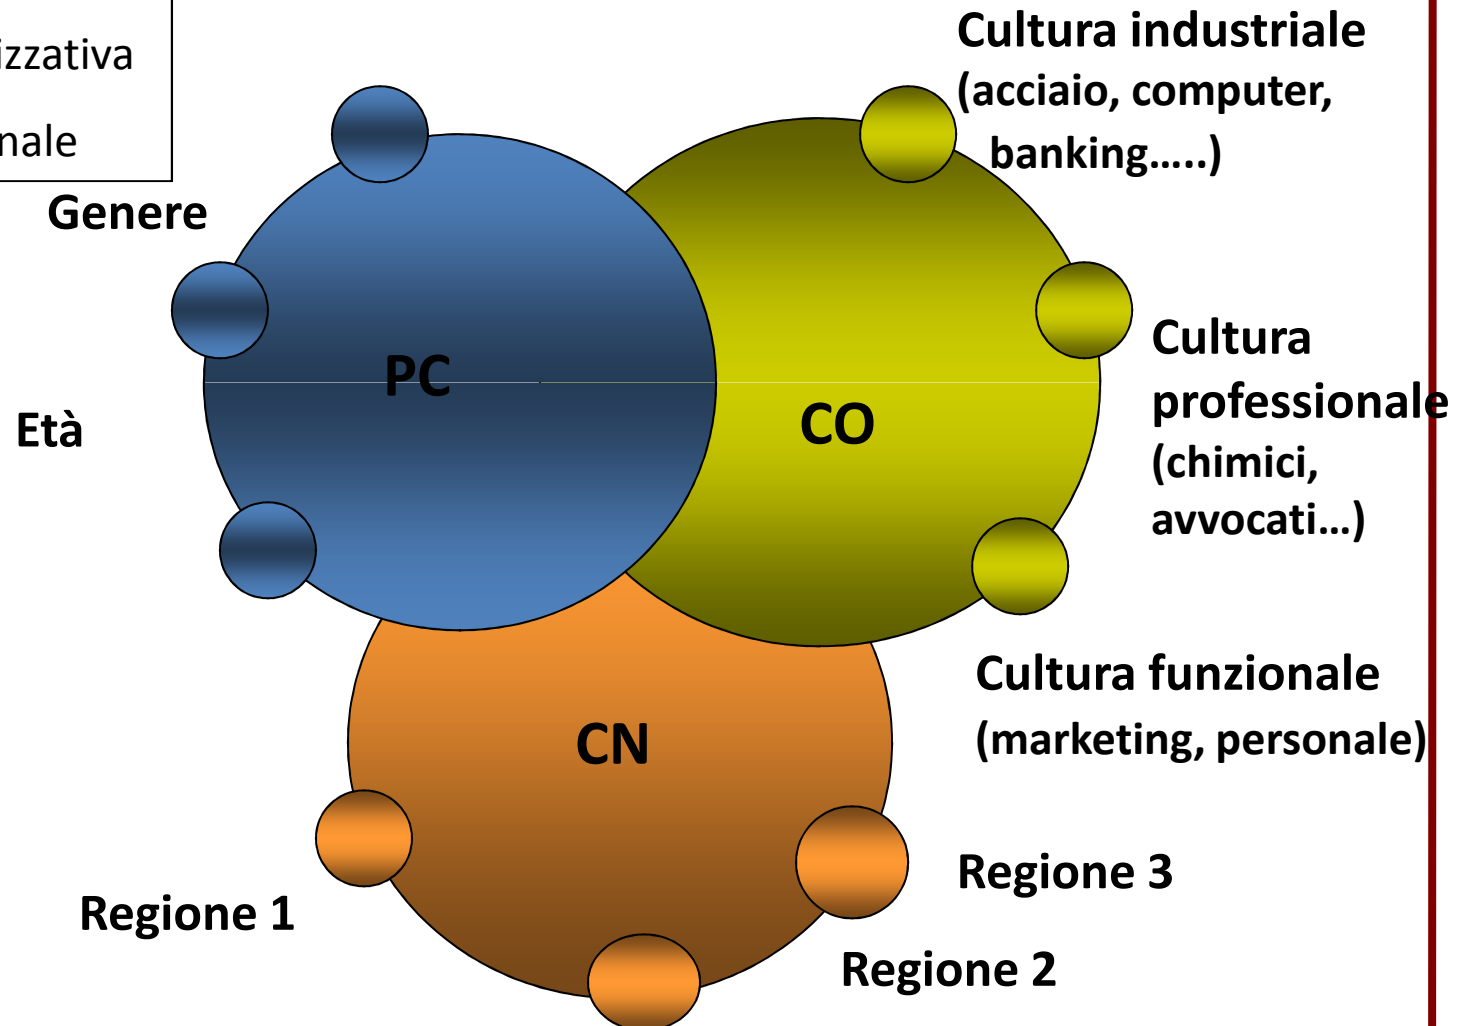 izzativa
nale
Genere
Età
PC
CO
CN
Cultura industriale
(acciaio, computer,
banking…..)
Cultura
professionale
(chimici,
avvocati…)
Cultura funzionale
(marketing, personale)
Regione 1
Regione 3
Regione 2